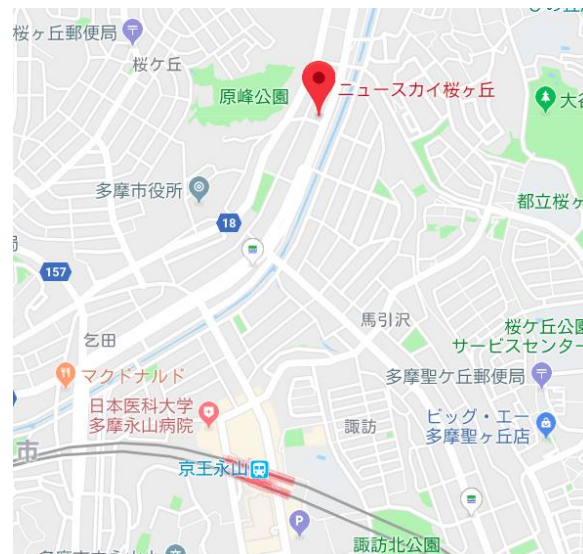 桜ヶ丘郵便局
桜ケ丘
原峰公園
ニュースカイ桜ヶ丘
大谷
多摩市役所
都立桜ヶ
18
157
馬引沢
桜ケ丘公園
サービスセンター
乞田
マクドナルド
多摩聖ケ丘郵便局
日本医科大学
多摩永山病院
ビッグ・エー
多摩聖ヶ丘店
諏訪
市
京王永山
P
諏訪北公園